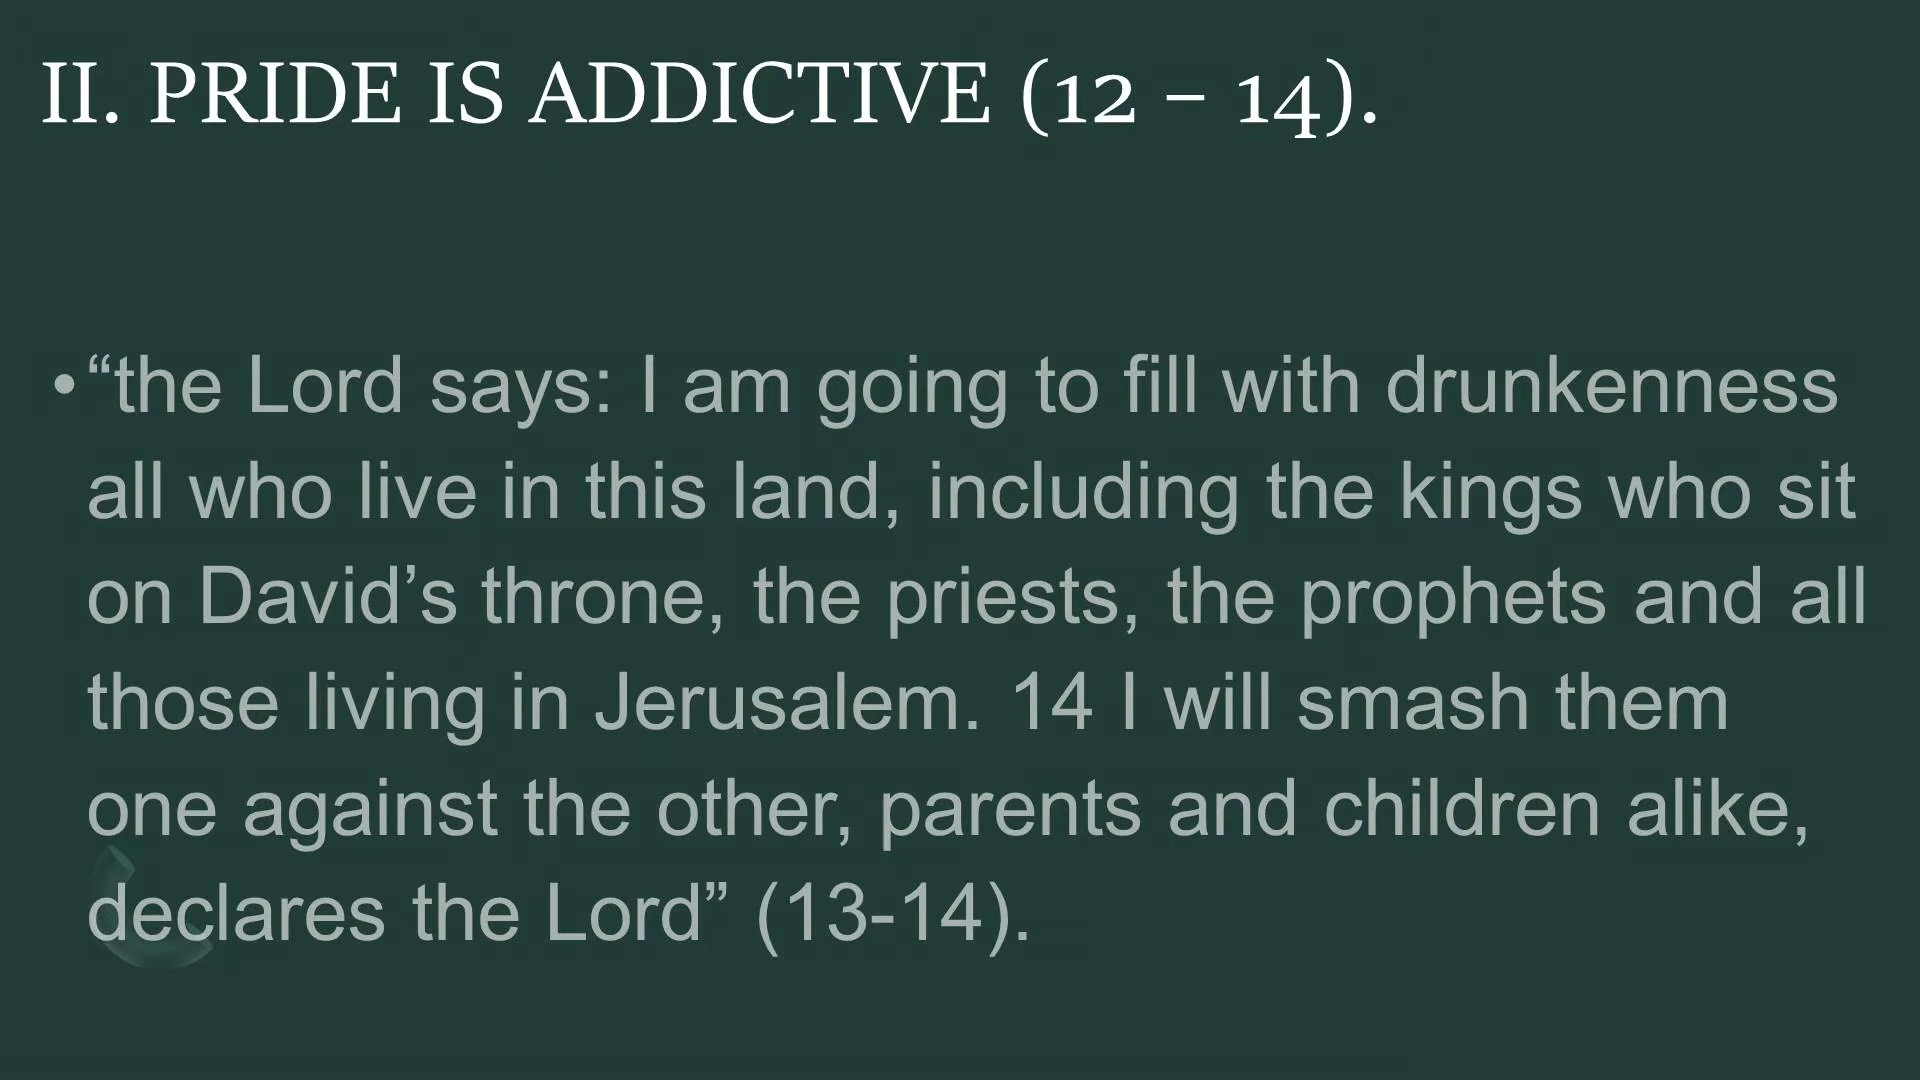 II. PRIDE IS ADDICTIVE (12 – 14).
• “the Lord says: I am going to fill with drunkenness
all who live in this land, including the kings who sit
on David’s throne, the priests, the prophets and all
those living in Jerusalem. 14 I will smash them
one against the other, parents and children alike,
declares the Lord” (13-14).